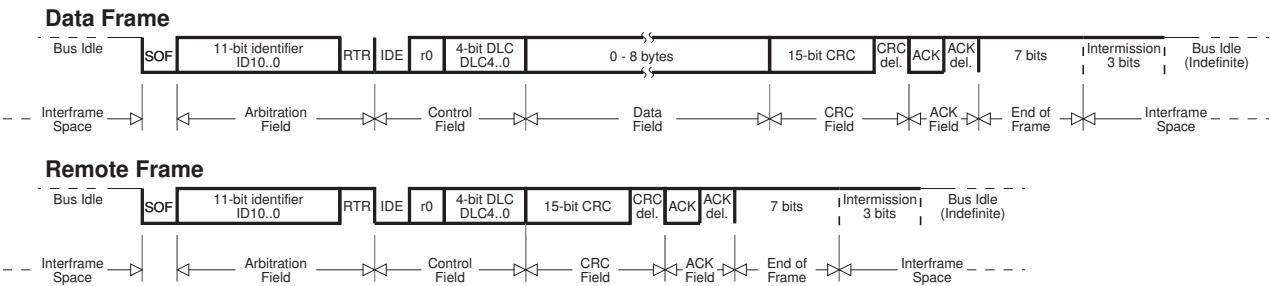 Data Frame
Bus Idle
SOF
11-bit identifier
ID10..0
RTR
IDE
r0
4-bit DLC
DLC4..0
0 - 8 bytes
15-bit CRC
CRC
del.
ACK
ACK
del.
7 bits
Intermission
3 bits
Bus Idle
(Indefinite)
Interframe
Space
Arbitration
Field
Control
Field
Data
Field
CRC
Field
ACK
Field
End of
Frame
Interframe
Space
Remote Frame
Bus Idle
SOF
11-bit identifier
ID10..0
RTR
IDE
r0
4-bit DLC
DLC4..0
15-bit CRC
CRC
del.
ACK
ACK
del.
7 bits
Intermission
3 bits
Bus Idle
(Indefinite)
Interframe
Space
Arbitration
Field
Control
Field
CRC
Field
ACK
Field
End of
Frame
Interframe
Space